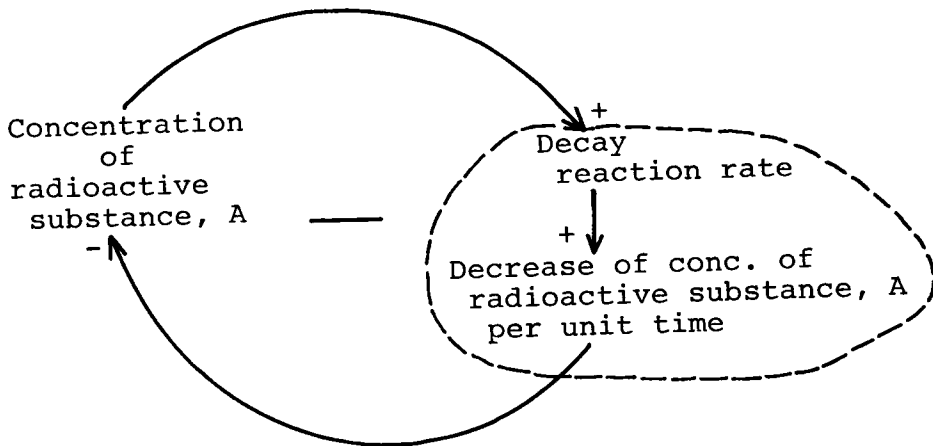 Concentration
of
radioactive
substance, A
-
—
+
Decay
reaction rate
+
Decrease of conc. of
radioactive substance, A
per unit time